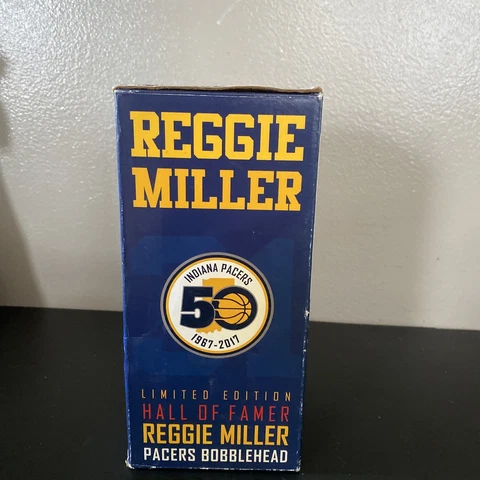 REGGIE
MILLER
INDIANA PACERS
50
1967-2017
LIMITED EDITION
HALL OF FAMER
REGGIE MILLER
PACERS BOBBLEHEAD